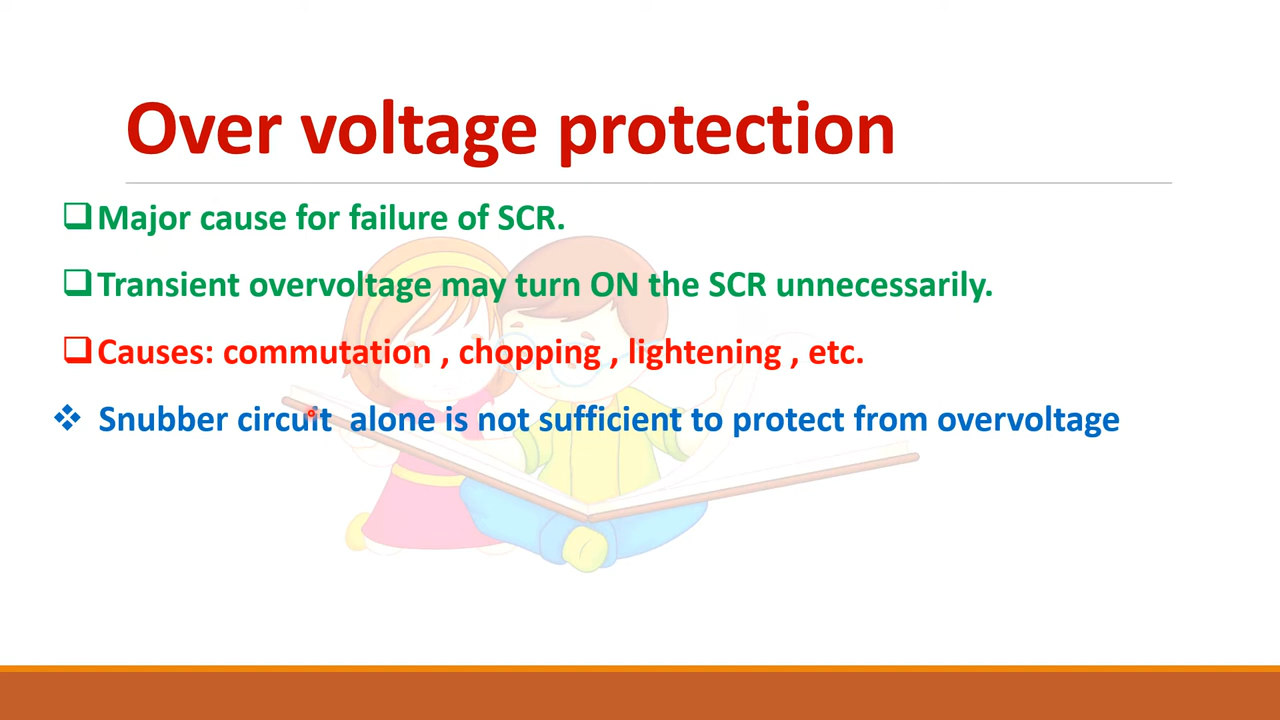 Over voltage protection
Major cause for failure of SCR.
Transient overvoltage may turn ON the SCR unnecessarily.
Causes: commutation , chopping , lightening , etc.
Snubber circuit alone is not sufficient to protect from overvoltage